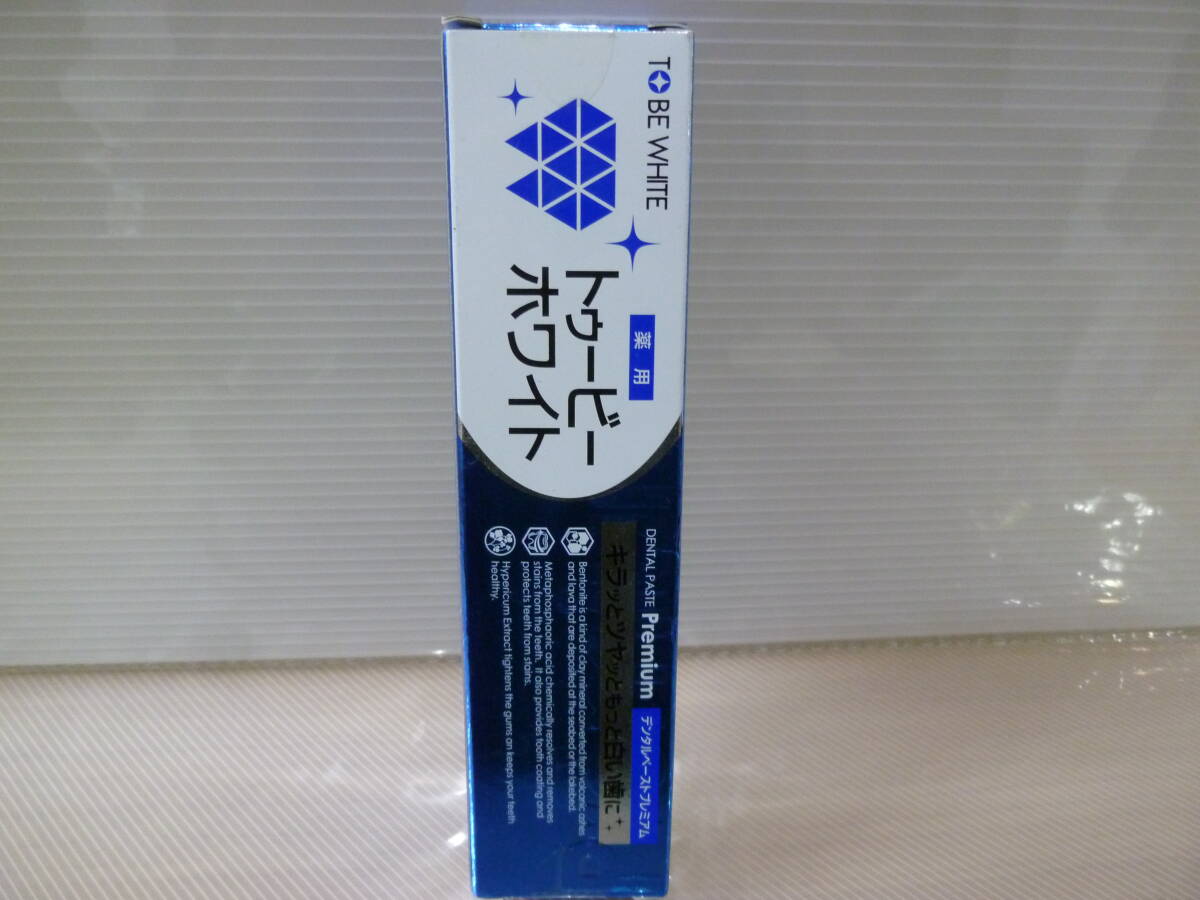 TO BE WHITE
薬用
トゥービー
ホワイト
DENTAL PASTE Premium デンタルペーストプレミアム
キラッとツヤッともっと白い歯に
Bentonite is a kind of clay mineral converted from volcanic ashes
and lava that are deposited at the seabed or the lakebed.
Metaphosphaoric acid chemically resolves and removes
stains from the teeth. It also provides tooth coating and
protects teeth from stains.
Hypericum Extract tightens the gums an keeps your teeth
healthy.